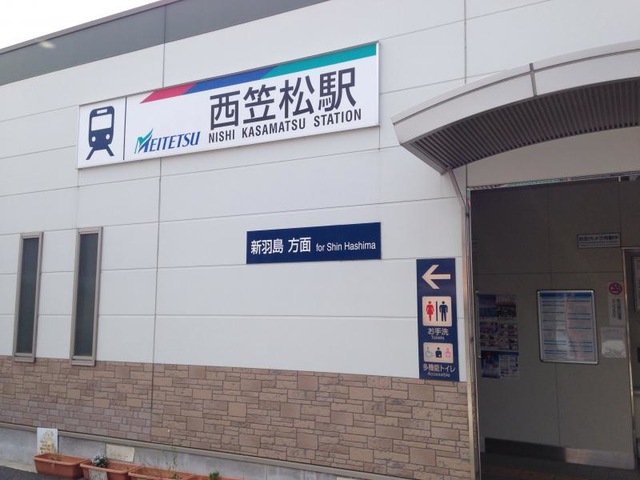 西笠松駅
MEITETSU NISHI KASAMATSU STATION
新羽島 方面 for Shin Hashima
お手洗
Toilets
多機能トイレ
Accessible